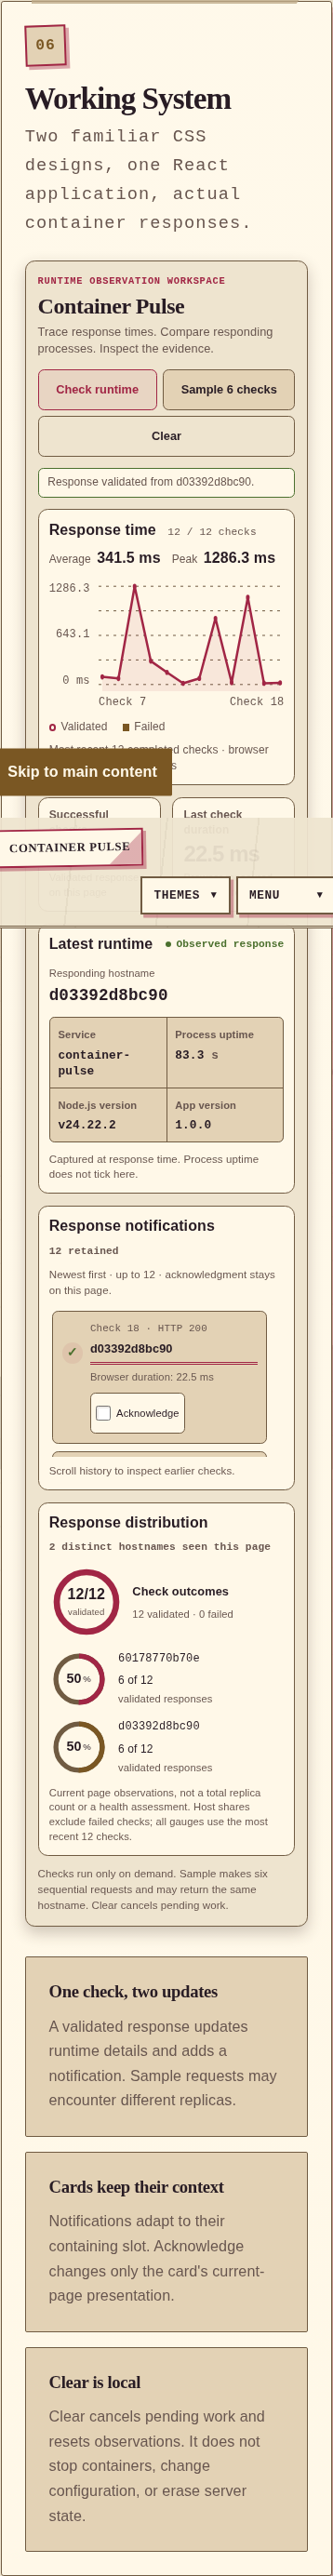 06
Working System
Two familiar CSS
designs, one React
application, actual
container responses.
RUNTIME OBSERVATION WORKSPACE
Container Pulse
Trace response times. Compare responding
processes. Inspect the evidence.
Check runtime
Sample 6 checks
Clear
Response validated from d03392d8bc90.
Response time 12 / 12 checks
Average 341.5 ms Peak 1286.3 ms
1286.3
643.1
0 ms
Check 7 Check 18
Validated Failed
Most recent 12 completed checks · browser
Skip to main content
Successful
Last check
duration
22.5 ms
CONTAINER PULSE
THEMES ▼
MENU ▼
Latest runtime ● Observed response
Responding hostname
d03392d8bc90
Service
container-
pulse
Process uptime
83.3 s
Node.js version
v24.22.2
App version
1.0.0
Captured at response time. Process uptime
does not tick here.
Response notifications
12 retained
Newest first · up to 12 · acknowledgment stays
on this page.
Check 18 · HTTP 200
✓ d03392d8bc90
Browser duration: 22.5 ms
Acknowledge
Scroll history to inspect earlier checks.
Response distribution
2 distinct hostnames seen this page
12/12
validated
Check outcomes
12 validated · 0 failed
50 %
60178770b70e
6 of 12
validated responses
50 %
d03392d8bc90
6 of 12
validated responses
Current page observations, not a total replica
count or a health assessment. Host shares
exclude failed checks; all gauges use the most
recent 12 checks.
Checks run only on demand. Sample makes six
sequential requests and may return the same
hostname. Clear cancels pending work.
One check, two updates
A validated response updates
runtime details and adds a
notification. Sample requests may
encounter different replicas.
Cards keep their context
Notifications adapt to their
containing slot. Acknowledge
changes only the card's current-
page presentation.
Clear is local
Clear cancels pending work and
resets observations. It does not
stop containers, change
configuration, or erase server
state.